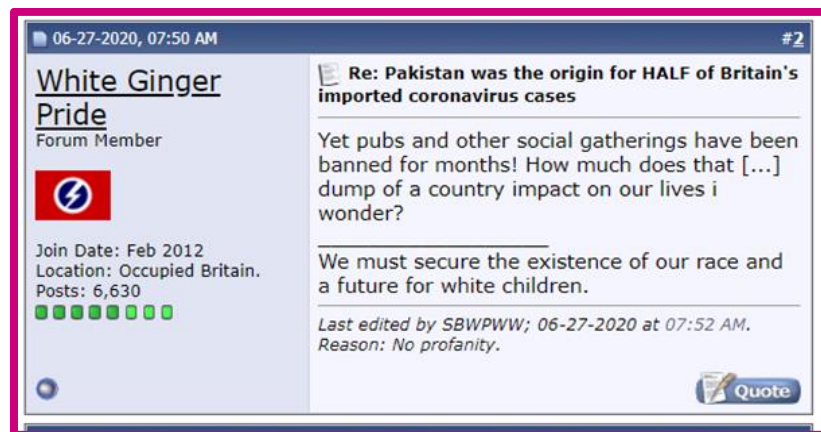 06-27-2020, 07:50 AM #2
White Ginger
Pride
Forum Member
Join Date: Feb 2012
Location: Occupied Britain.
Posts: 6,630
Re: Pakistan was the origin for HALF of Britain's
imported coronavirus cases
Yet pubs and other social gatherings have been
banned for months! How much does that [...]
dump of a country impact on our lives i
wonder?
We must secure the existence of our race and
a future for white children.
Last edited by SBWPWW; 06-27-2020 at 07:52 AM.
Reason: No profanity.
Quote